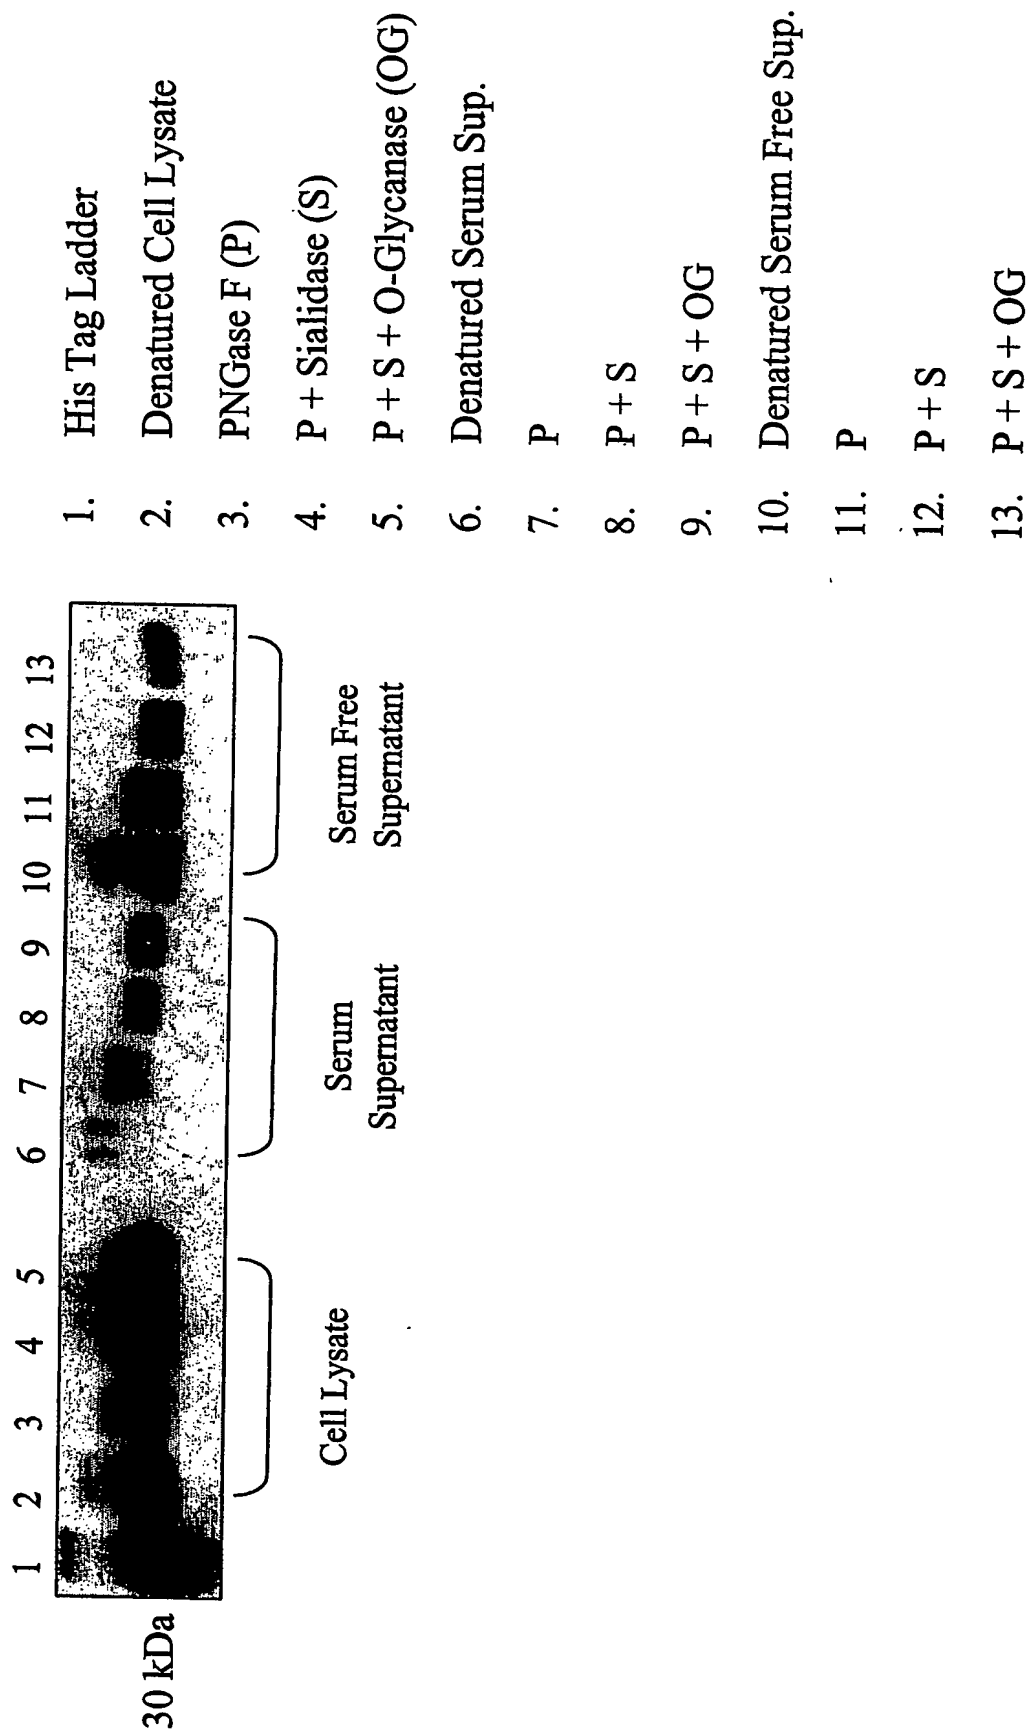 1 2 3 4 5 6 7 8 9 10 11 12 13
30 kDa
Cell Lysate
Serum
Supernatant
Serum Free
Supernatant
1. His Tag Ladder
2. Denatured Cell Lysate
3. PNGase F (P)
4. P + Sialidase (S)
5. P + S + O-Glycanase (OG)
6. Denatured Serum Sup.
7. P
8. P + S
9. P + S + OG
10. Denatured Serum Free Sup.
11. P
12. P + S
13. P + S + OG